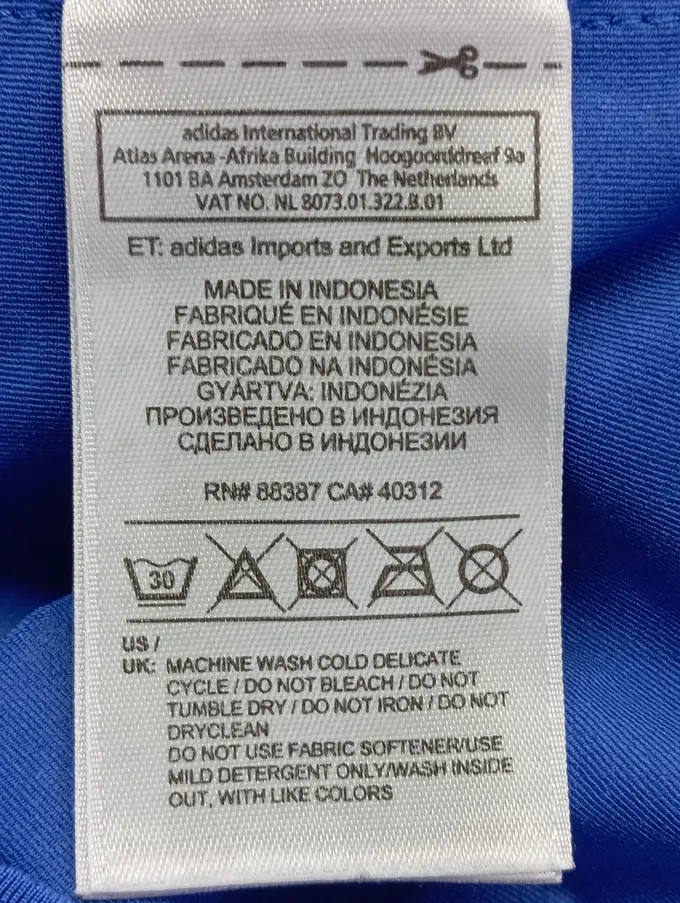 adidas International Trading BV
Atlas Arena -Afrika Building Hoogoorddreef 9a
1101 BA Amsterdam ZO The Netherlands
VAT NO. NL 8073.01.322.B.01
ET: adidas Imports and Exports Ltd
MADE IN INDONESIA
FABRIQUÉ EN INDONÉSIE
FABRICADO EN INDONESIA
FABRICADO NA INDONÉSIA
GYÁRTVA: INDONÉZIA
ПРОИЗВЕДЕНО В ИНДОНЕЗИЯ
СДЕЛАНО В ИНДОНЕЗИИ
RN# 88387 CA# 40312
30
US /
UK: MACHINE WASH COLD DELICATE
CYCLE / DO NOT BLEACH / DO NOT
TUMBLE DRY / DO NOT IRON / DO NOT
DRYCLEAN
DO NOT USE FABRIC SOFTENER/USE
MILD DETERGENT ONLY/WASH INSIDE
OUT, WITH LIKE COLORS